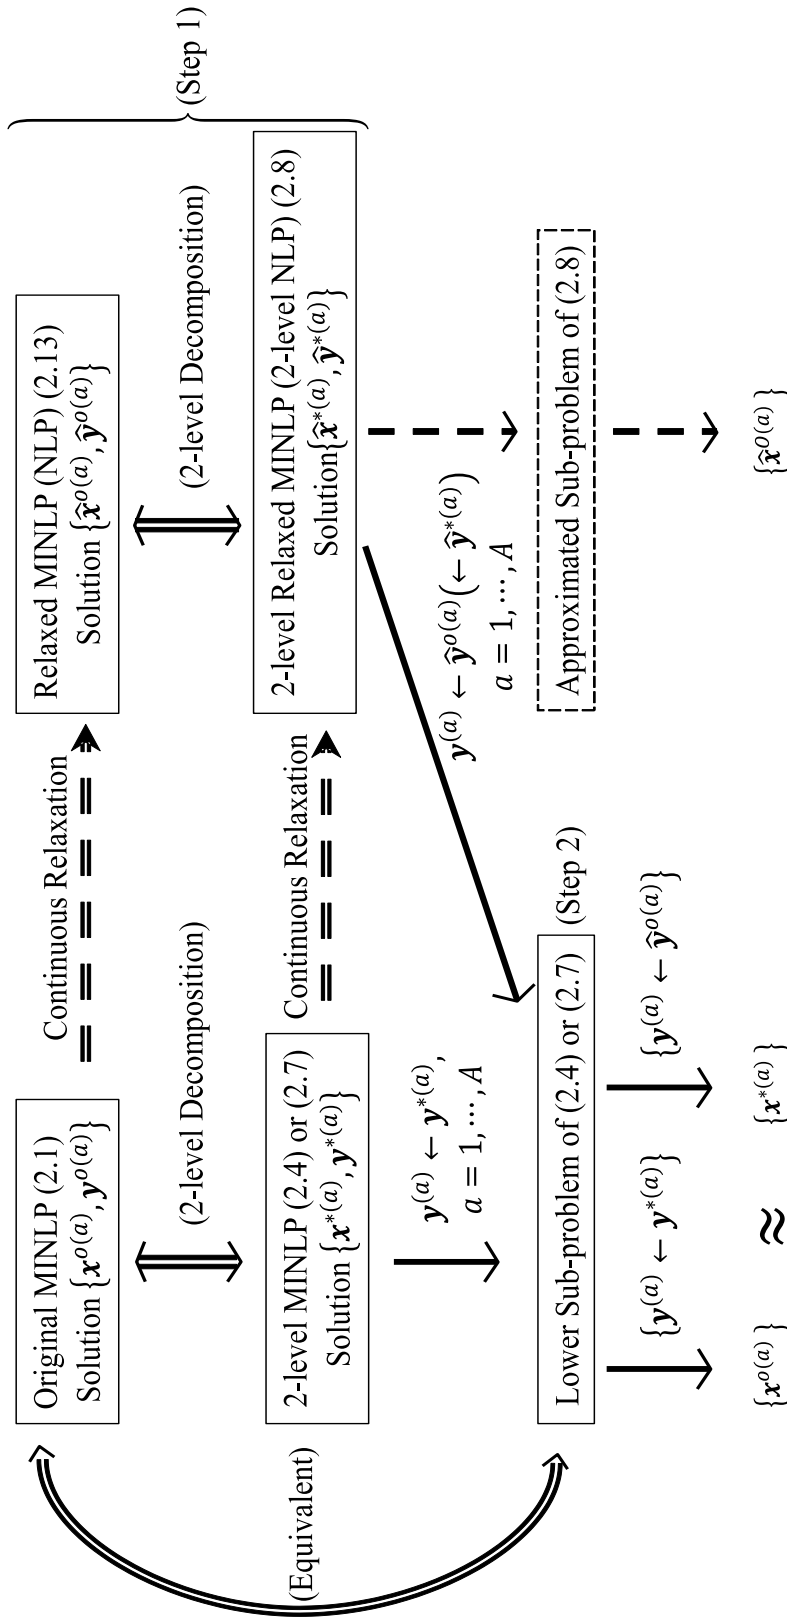 Original MINLP (2.1)
Solution {𝒙^{o(a)}, 𝒚^{o(a)}}
Continuous Relaxation
Relaxed MINLP (NLP) (2.13)
Solution {𝒙̂^{o(a)}, 𝒚̂^{o(a)}}
(Step 1)
(2-level Decomposition)
(2-level Decomposition)
(Equivalent)
2-level MINLP (2.4) or (2.7)
Solution {𝒙^{*(a)}, 𝒚^{*(a)}}
Continuous Relaxation
2-level Relaxed MINLP (2-level NLP) (2.8)
Solution{𝒙̂^{*(a)}, 𝒚̂^{*(a)}}
𝒚^{(a)} ← 𝒚^{*(a)},
a = 1, ⋯, A
𝒚^{(a)} ← 𝒚̂^{o(a)}(← 𝒚̂^{*(a)})
a = 1, ⋯, A
Lower Sub-problem of (2.4) or (2.7)
(Step 2)
Approximated Sub-problem of (2.8)
{𝒚^{(a)} ← 𝒚^{*(a)}}
{𝒚^{(a)} ← 𝒚̂^{o(a)}}
{𝒙^{o(a)}}
≈
{𝒙^{*(a)}}
{𝒙̂^{o(a)}}